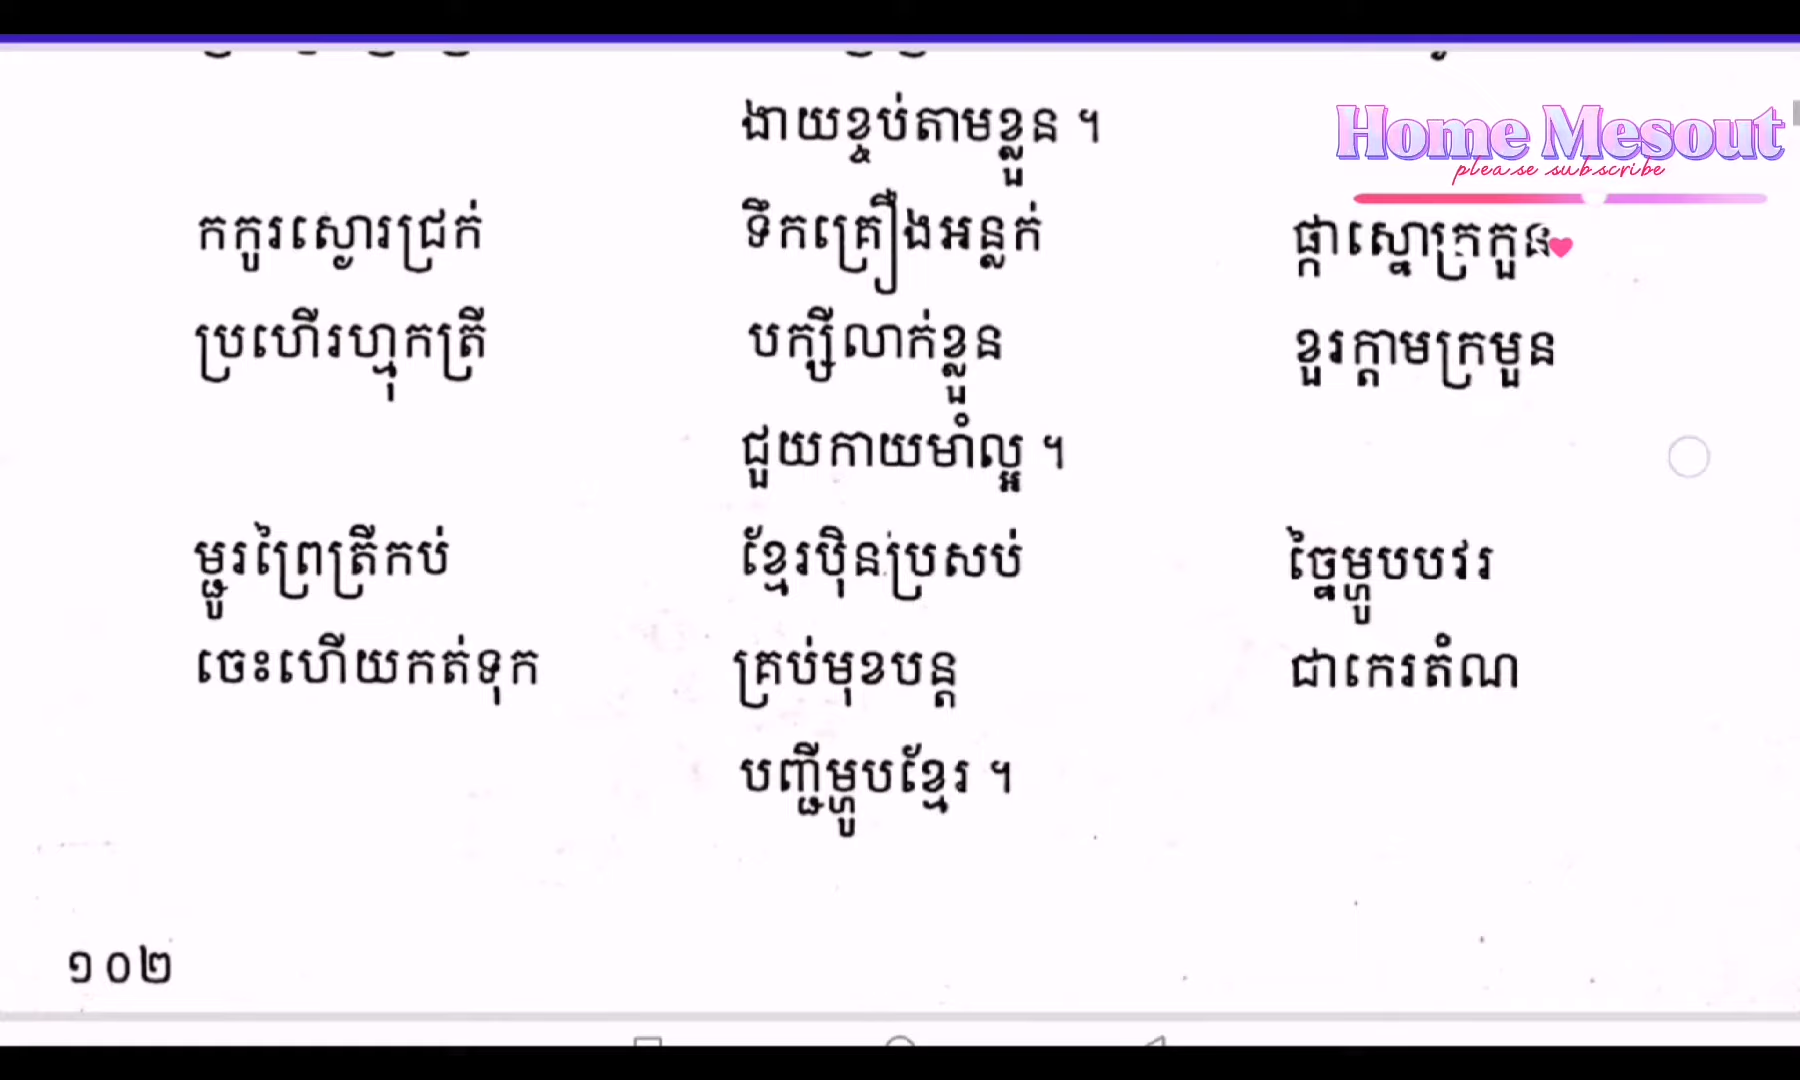 ងាយខ្ចប់តាមខ្លួន ។
Home Mesout
please subscribe
កកូរស្ងោរជ្រក់ ទឹកគ្រឿងអន្លក់ ផ្កាស្នោត្រកួន
ប្រហើរហ្មុកត្រី បក្សីលាក់ខ្លួន ខួរក្ដាមក្រមួន
ជួយកាយមាំល្អ ។
ម្ជូរព្រៃត្រីកប់ ខ្មែរប៉ិនប្រសប់ ច្នៃម្ហូបបវរ
ចេះហើយកត់ទុក គ្រប់មុខបន្ត ជាកេរតំណ
បញ្ជីម្ហូបខ្មែរ ។
១០២